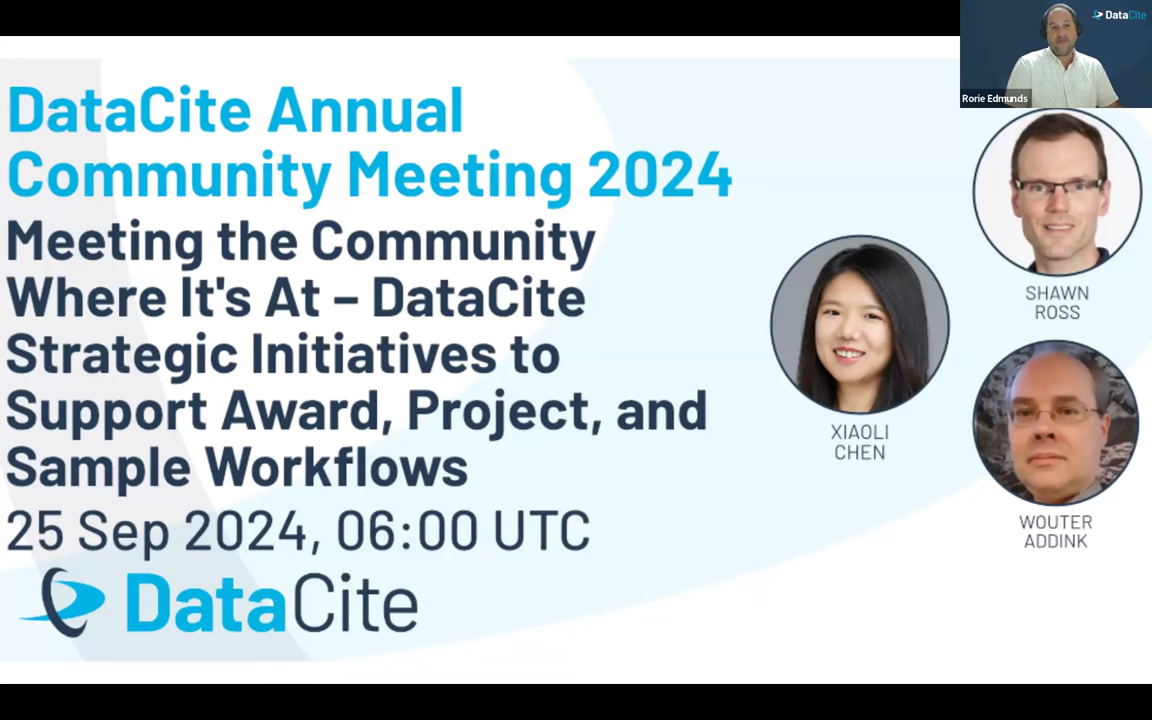 DataCite
Rorie Edmunds
DataCite Annual
Community Meeting 2024
Meeting the Community
Where It's At – DataCite
Strategic Initiatives to
Support Award, Project, and
Sample Workflows
25 Sep 2024, 06:00 UTC
DataCite
SHAWN
ROSS
XIAOLI
CHEN
WOUTER
ADDINK